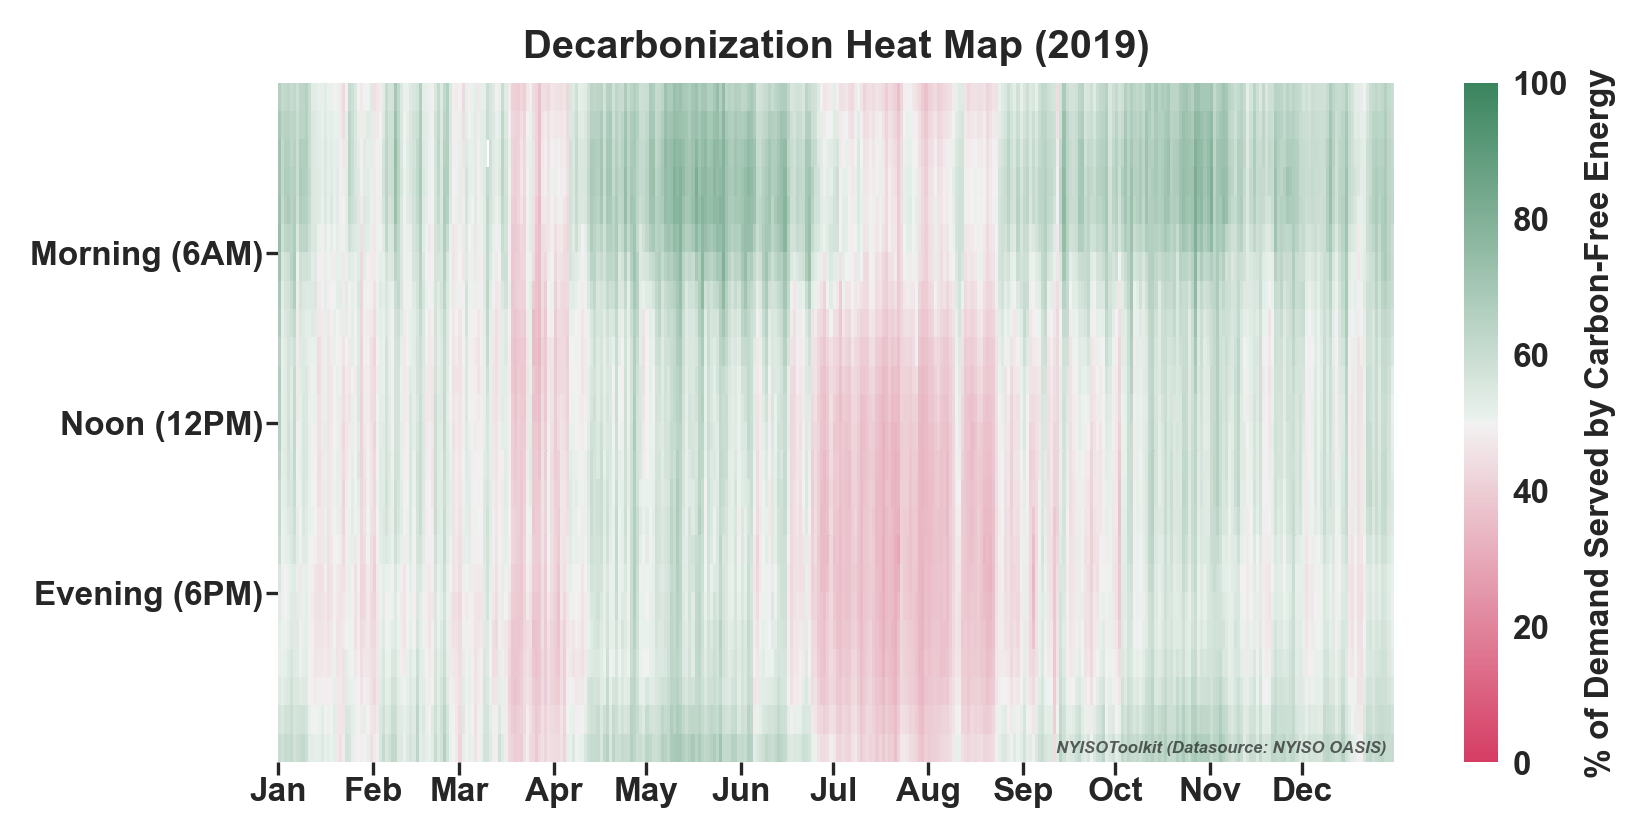 Decarbonization Heat Map (2019)
Morning (6AM)
Noon (12PM)
Evening (6PM)
Jan Feb Mar Apr May Jun Jul Aug Sep Oct Nov Dec
NYISOToolkit (Datasource: NYISO OASIS)
100
80
60
40
20
0
% of Demand Served by Carbon-Free Energy